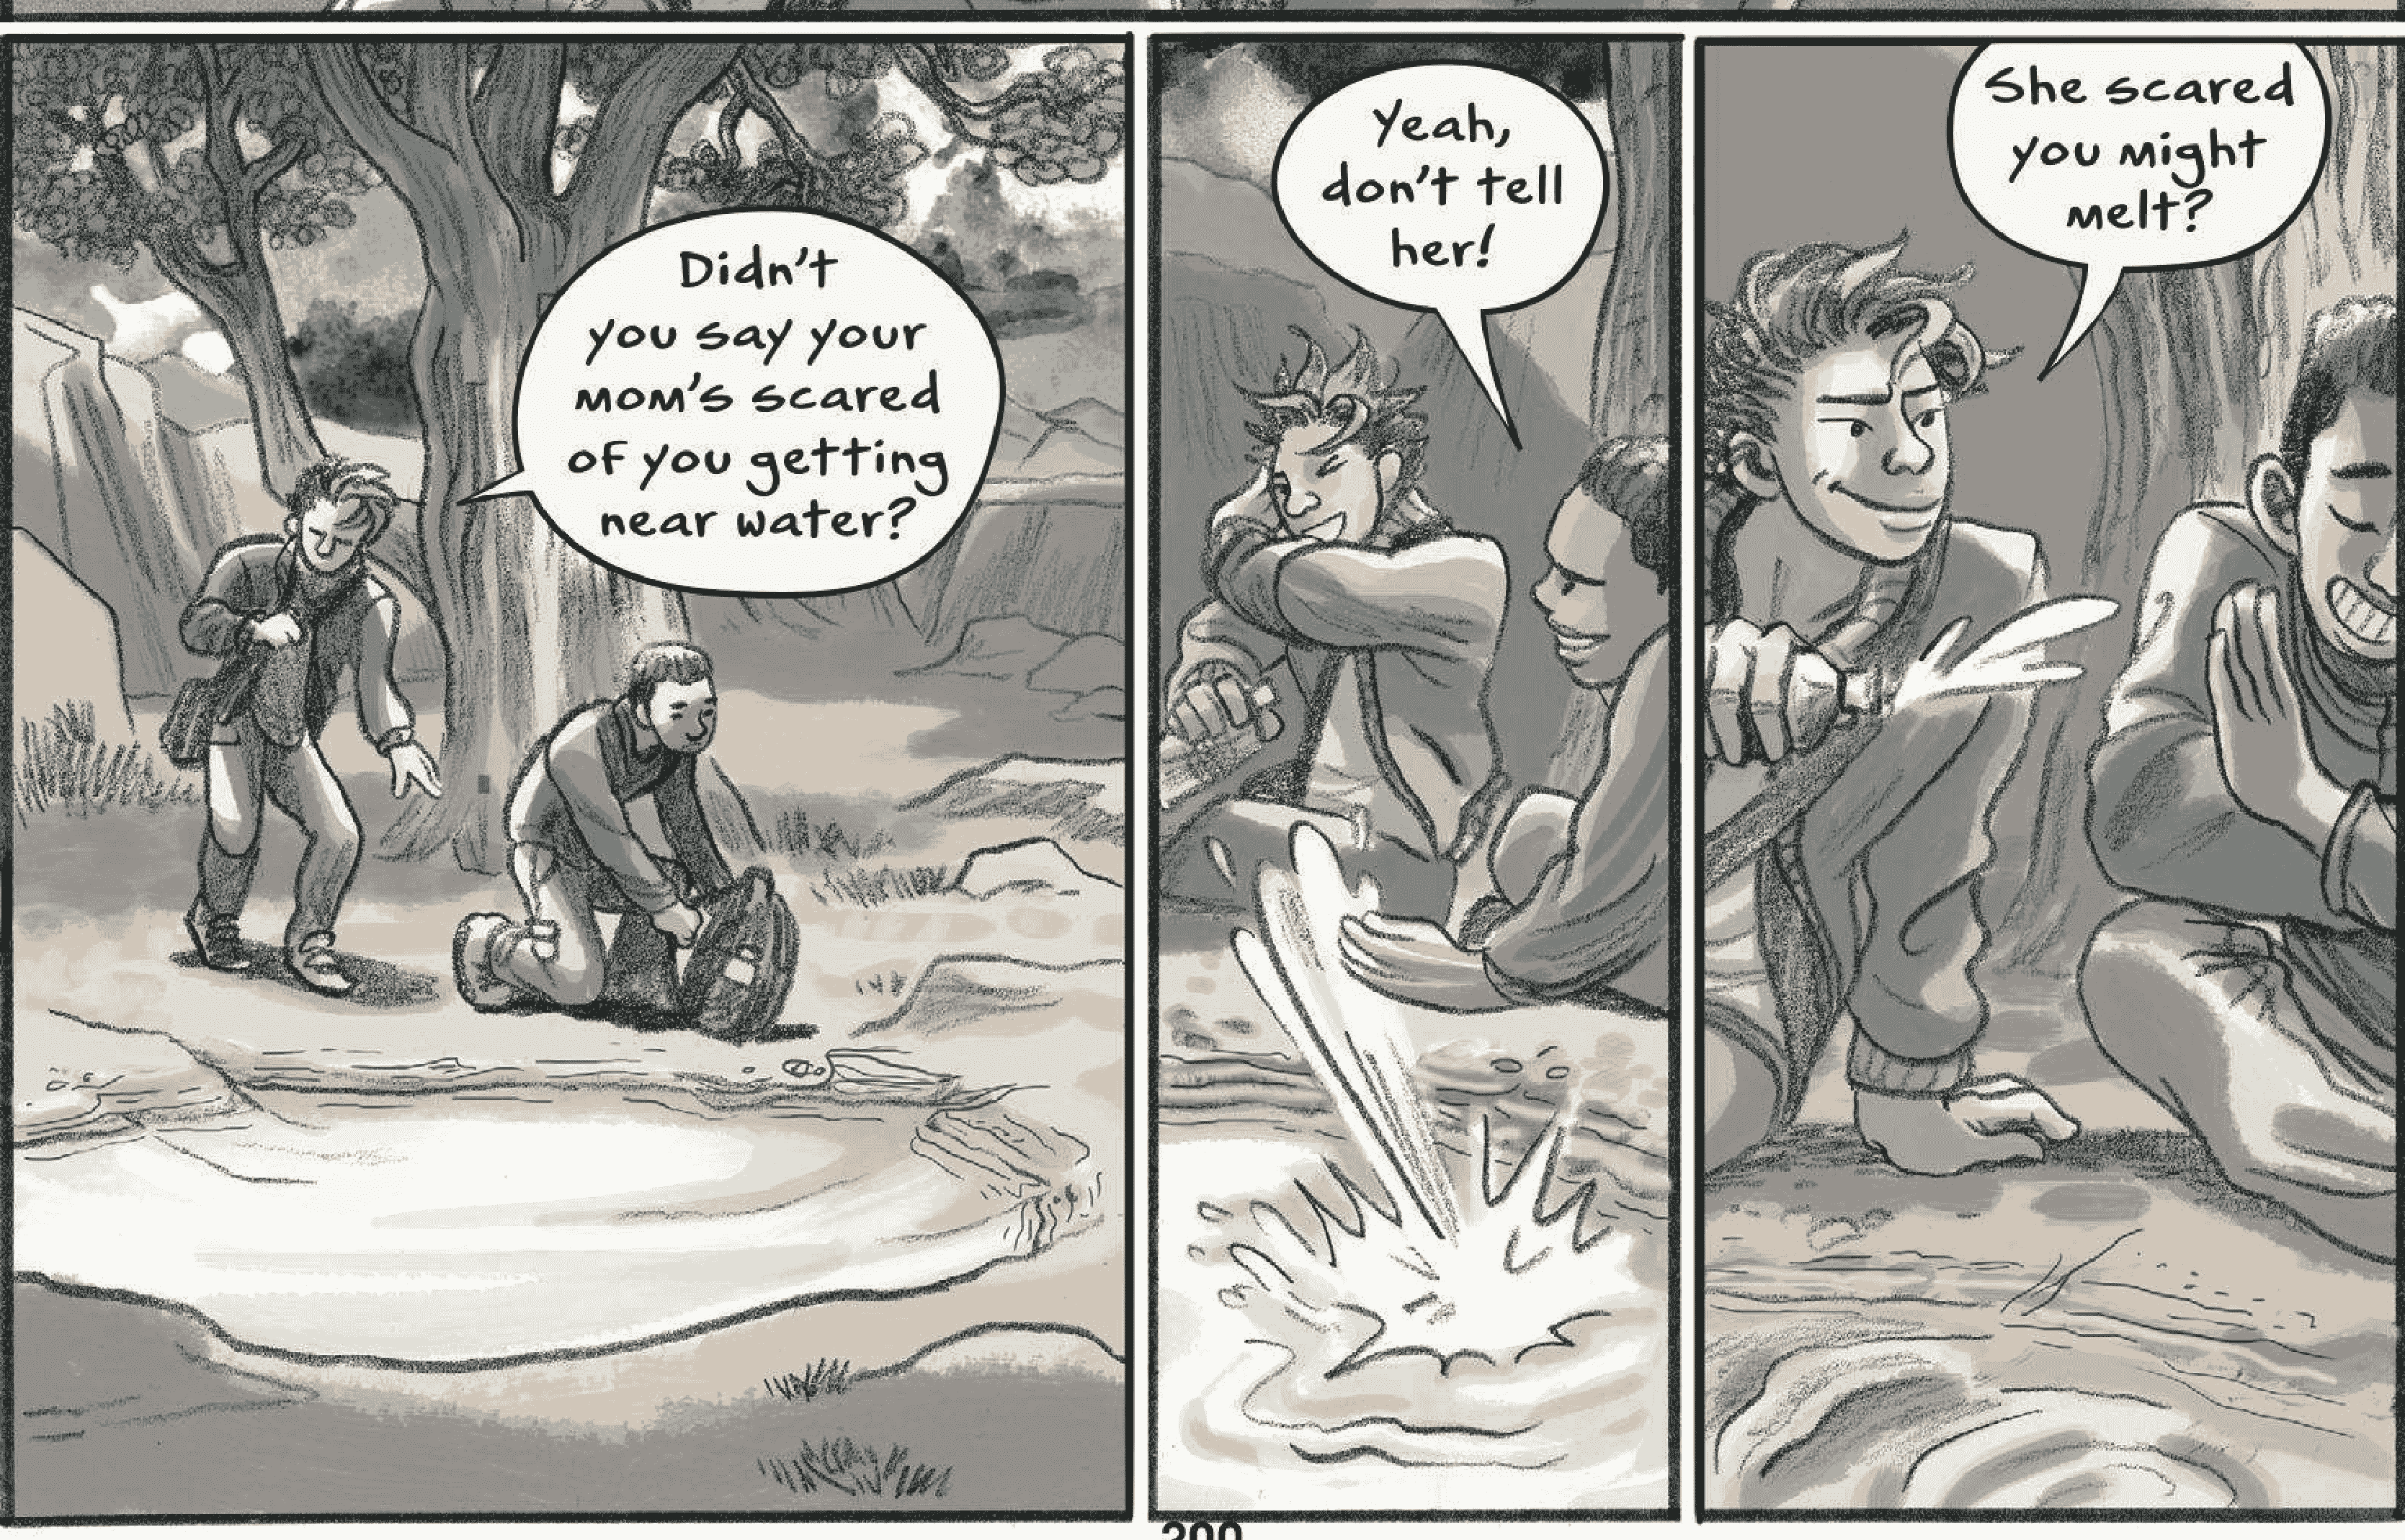 Didn't
you say your
mom's scared
of you getting
near water?
Yeah,
don't tell
her!
She scared
you might
melt?